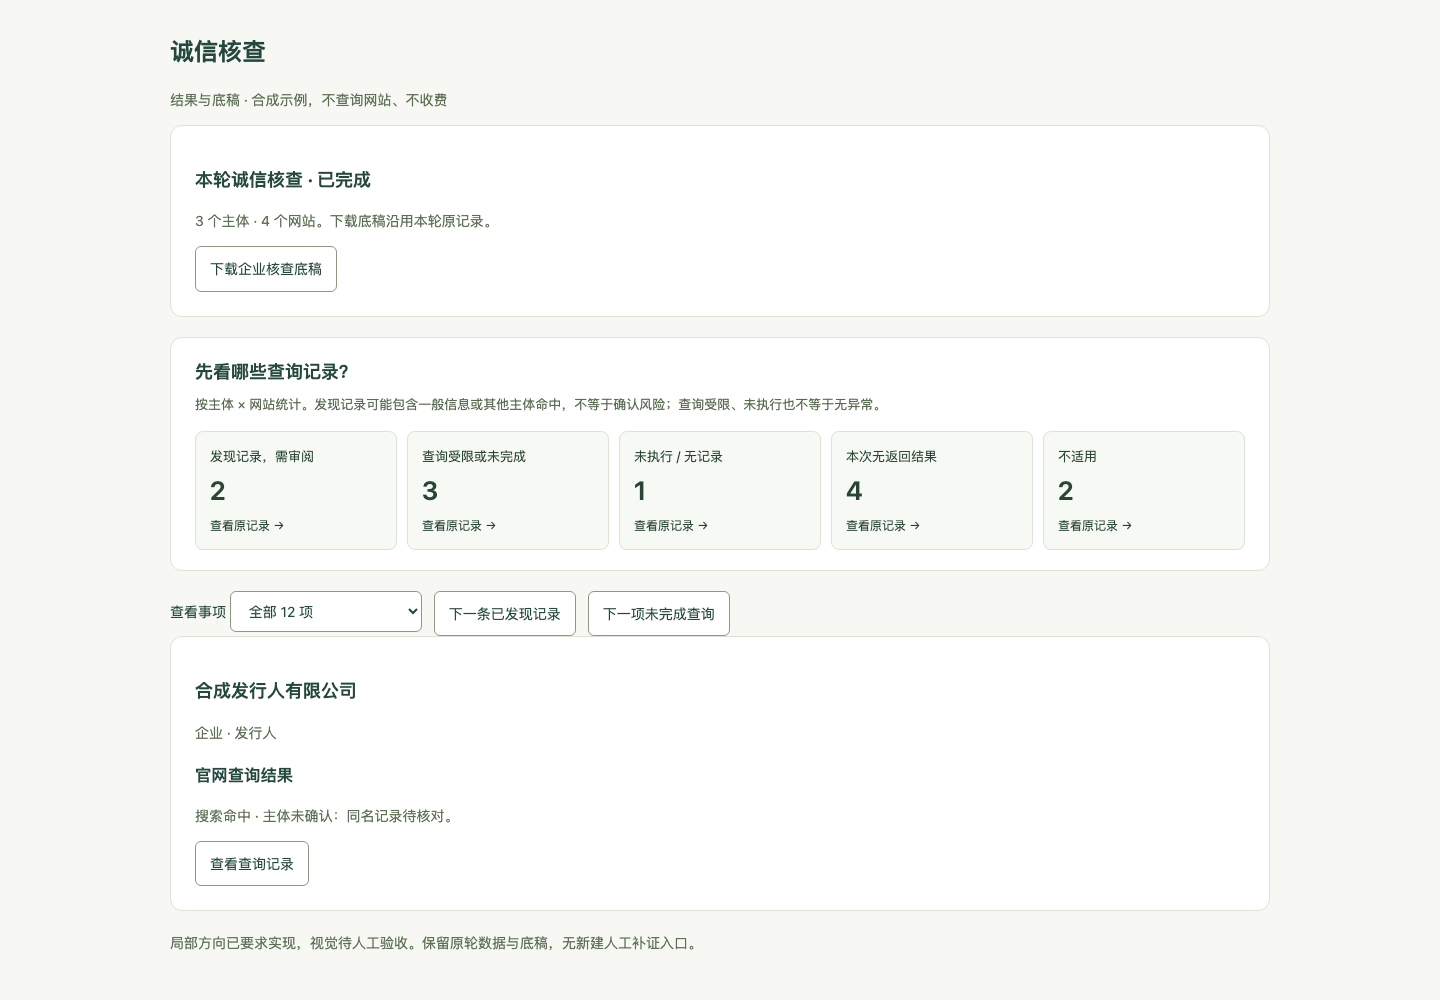 诚信核查
结果与底稿 · 合成示例，不查询网站、不收费
本轮诚信核查 · 已完成
3 个主体 · 4 个网站。下载底稿沿用本轮原记录。
下载企业核查底稿
先看哪些查询记录？
按主体 × 网站统计。发现记录可能包含一般信息或其他主体命中，不等于确认风险；查询受限、未执行也不等于无异常。
发现记录，需审阅
2
查看原记录 →
查询受限或未完成
3
查看原记录 →
未执行 / 无记录
1
查看原记录 →
本次无返回结果
4
查看原记录 →
不适用
2
查看原记录 →
查看事项 全部 12 项 下一条已发现记录 下一项未完成查询
合成发行人有限公司
企业 · 发行人
官网查询结果
搜索命中 · 主体未确认：同名记录待核对。
查看查询记录
局部方向已要求实现，视觉待人工验收。保留原轮数据与底稿，无新建人工补证入口。